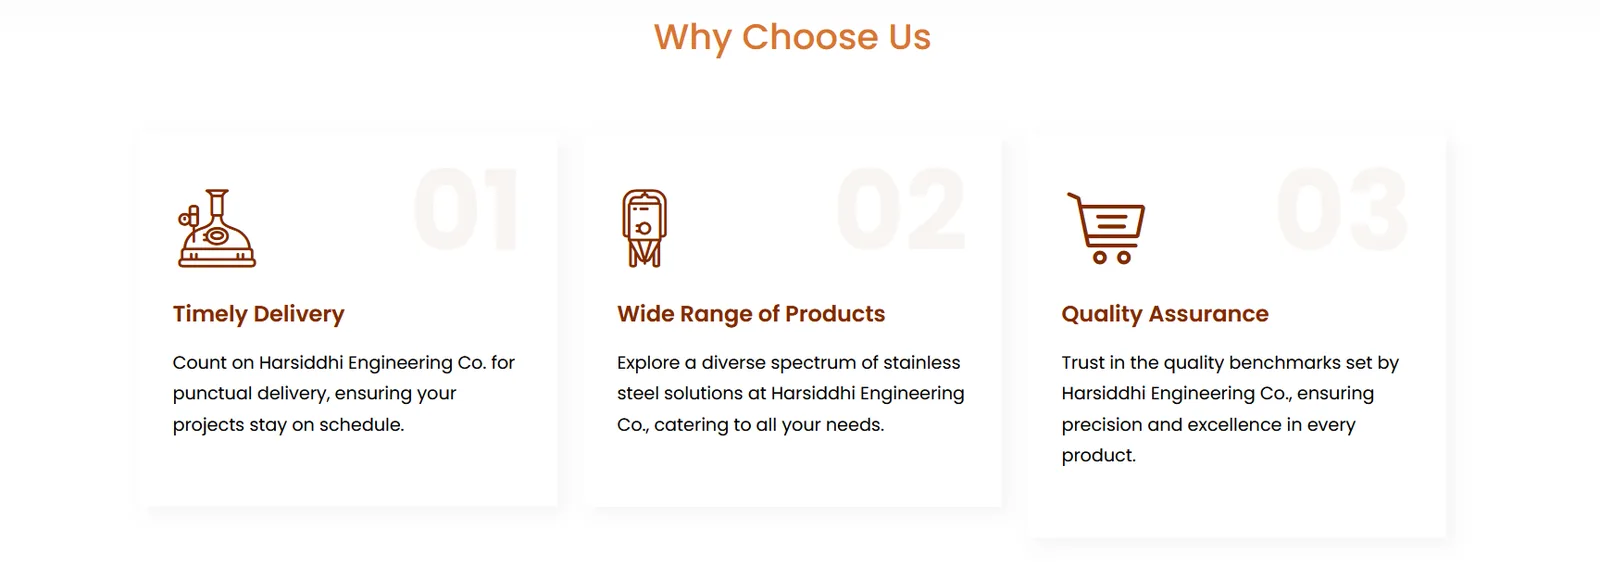 Why Choose Us
01
Timely Delivery
Count on Harsiddhi Engineering Co. for
punctual delivery, ensuring your
projects stay on schedule.
02
Wide Range of Products
Explore a diverse spectrum of stainless
steel solutions at Harsiddhi Engineering
Co., catering to all your needs.
03
Quality Assurance
Trust in the quality benchmarks set by
Harsiddhi Engineering Co., ensuring
precision and excellence in every
product.